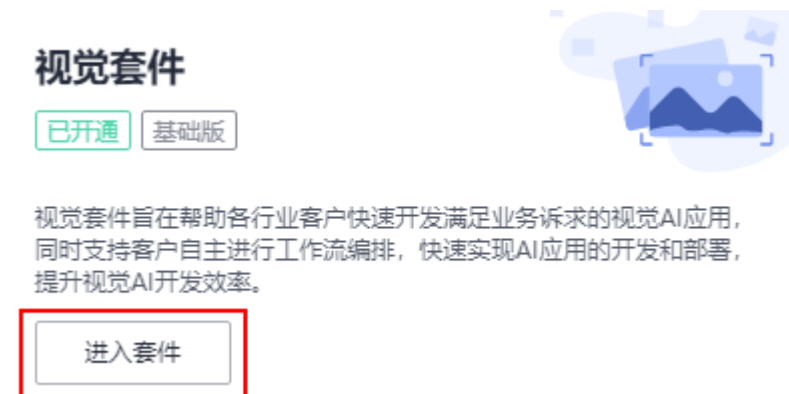 视觉套件
已开通 基础版
视觉套件旨在帮助各行业客户快速开发满足业务诉求的视觉AI应用，
同时支持客户自主进行工作流编排，快速实现AI应用的开发和部署，
提升视觉AI开发效率。
进入套件